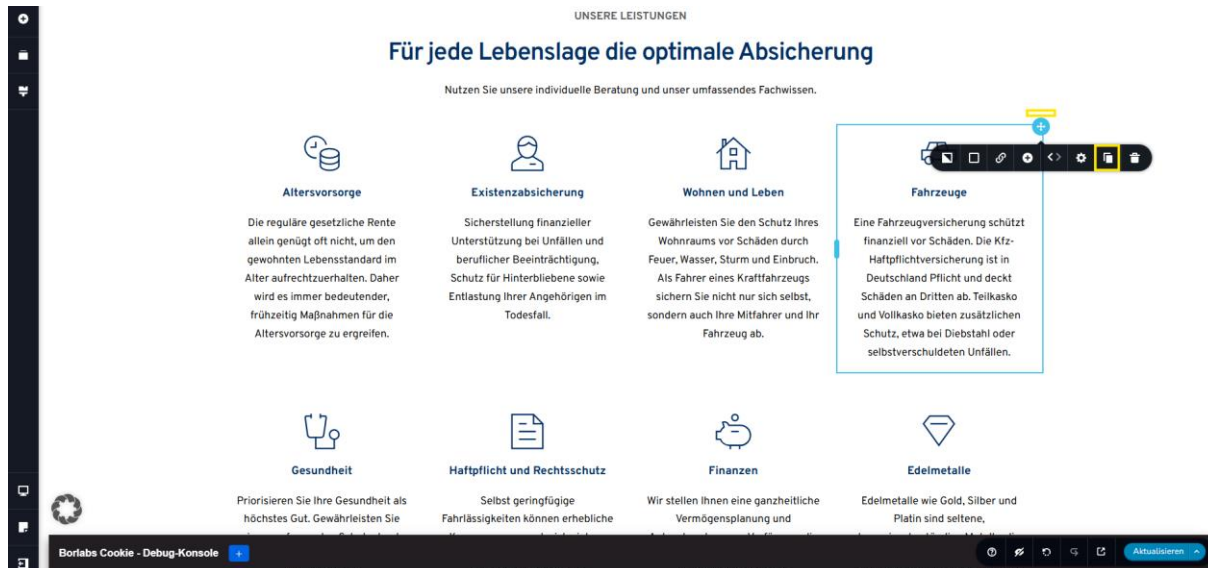 UNSERE LEISTUNGEN
Für jede Lebenslage die optimale Absicherung
Nutzen Sie unsere individuelle Beratung und unser umfassendes Fachwissen.
Altersvorsorge
Die reguläre gesetzliche Rente
allein genügt oft nicht, um den
gewohnten Lebensstandard im
Alter aufrechtzuerhalten. Daher
wird es immer bedeutender,
frühzeitig Maßnahmen für die
Altersvorsorge zu ergreifen.
Existenzabsicherung
Sicherstellung finanzieller
Unterstützung bei Unfällen und
beruflicher Beeinträchtigung,
Schutz für Hinterbliebene sowie
Entlastung Ihrer Angehörigen im
Todesfall.
Wohnen und Leben
Gewährleisten Sie den Schutz Ihres
Wohnraums vor Schäden durch
Feuer, Wasser, Sturm und Einbruch.
Als Fahrer eines Kraftfahrzeugs
sichern Sie nicht nur sich selbst,
sondern auch Ihre Mitfahrer und Ihr
Fahrzeug ab.
Fahrzeuge
Eine Fahrzeugversicherung schützt
finanziell vor Schäden. Die Kfz-
Haftpflichtversicherung ist in
Deutschland Pflicht und deckt
Schäden an Dritten ab. Teilkasko
und Vollkasko bieten zusätzlichen
Schutz, etwa bei Diebstahl oder
selbstverschuldeten Unfällen.
Gesundheit
Priorisieren Sie Ihre Gesundheit als
höchstes Gut. Gewährleisten Sie
Haftpflicht und Rechtsschutz
Selbst geringfügige
Fahrlässigkeiten können erhebliche
Finanzen
Wir stellen Ihnen eine ganzheitliche
Vermögensplanung und
Edelmetalle
Edelmetalle wie Gold, Silber und
Platin sind seltene,
Borlabs Cookie - Debug-Konsole
Aktualisieren